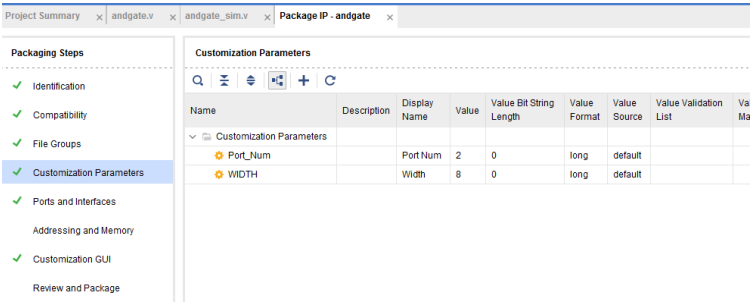 Project Summary × andgate.v × andgate_sim.v × Package IP - andgate ×
Packaging Steps
Identification
Compatibility
File Groups
Customization Parameters
Ports and Interfaces
Addressing and Memory
Customization GUI
Review and Package
Customization Parameters
Name Description Display Name Value Value Bit String Length Value Format Value Source Value Validation List
Customization Parameters
Port_Num Port Num 2 0 long default
WIDTH Width 8 0 long default